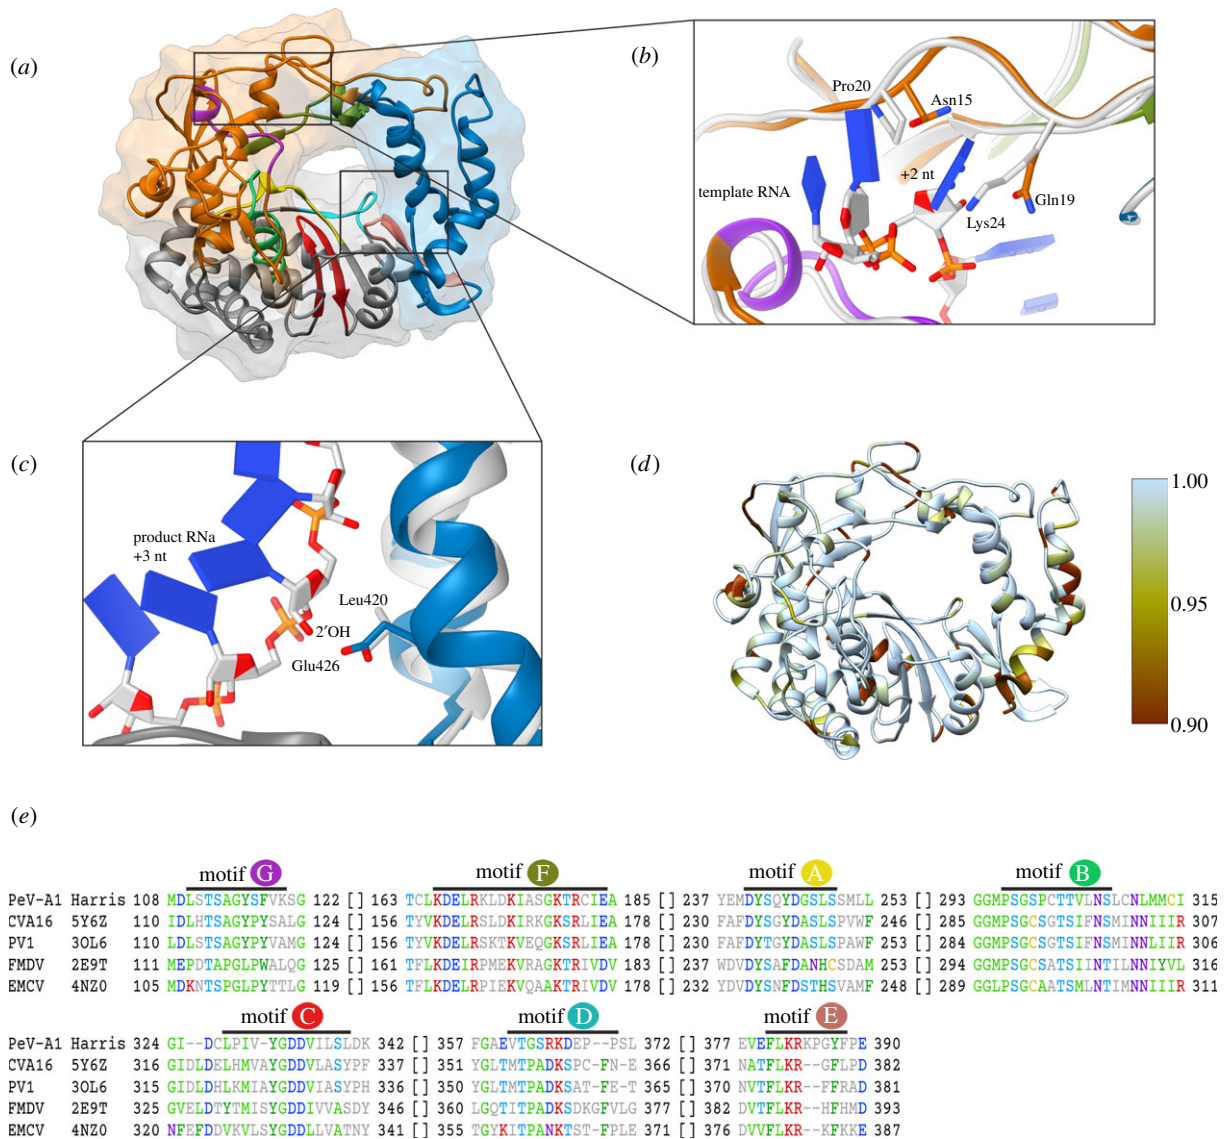 (a)
(b)
Pro20
Asn15
+2 nt
template RNA
Gln19
Lys24
(c)
product RNa
+3 nt
Leu420
2′OH
Glu426
(d)
1.00
0.95
0.90
(e)
motif G motif F motif A motif B
PeV-A1 Harris 108 MDLSTSAGYSFVKSG 122 [] 163 TCLKDELRKLDKIASGKTRCIEA 185 [] 237 YEMDYSQYDGSLSSMLL 253 [] 293 GGMPSGSPCTTVLNSLCNLMMCI 315
CVA16 5Y6Z 110 IDLHTSAGYPYVTLG 124 [] 156 TYLKDELRSIEKIRKGKTRVIEA 178 [] 230 FAFDYTNYDGSLSPVWF 246 [] 285 GGMPSGCSGTSIFNSMINNIIIR 307
PV1 3OL6 110 LDLSTSAGYPYVAMG 124 [] 156 TYVKDELRSKTKVEQGKSRLIEA 178 [] 230 FAFDYTGYDASLSPAWF 253 [] 284 GGMPSGCSGTSIFNSMINNLIIR 307
FMDV 2E9T 111 MEPDTAPGLPWALQG 125 [] 161 TFLKDEIRPMEKVRAGKTRIVDV 183 [] 237 WDVDYSAFDANHCSDAM 253 [] 294 GGMPSGCSATSIINTILNNIYVL 316
EMCV 4NZ0 105 MDKNTSPGLPYTTLG 119 [] 156 TFLKDELRPIEKVQAAKTRIVDV 178 [] 232 YDVDYSNFDSTHSVAMF 248 [] 289 GGLPSGCAATSMLNTIMNNIIIR 311
motif C motif D motif E
PeV-A1 Harris 324 GI--DCLPIV-YGDDVILSLDK 342 [] 357 FGAEVTGSRKDEP--PSL 372 [] 377 EVEFLKRKPGYFPE 390
CVA16 5Y6Z 316 GIDLDELHMVAYGDDVLASYPF 337 [] 351 YGLTMTPADKSPC-FN-E 366 [] 371 NATFLKR--GFLPD 382
PV1 3OL6 315 GIDLDHLKMIAYGDDVIASYPH 336 [] 350 YGLTMTPADKSAT-FE-T 365 [] 370 NVTFLKR--FFRAD 381
FMDV 2E9T 325 GVELDTYTMISYGDDIVVASDY 346 [] 360 LGQTITPADKSDKGFVLG 377 [] 382 DVTFLKR--HFHMD 393
EMCV 4NZ0 320 NFEFDDVKVLSYGDDLLVATNY 341 [] 355 TGYKITPANKTST-FPLE 371 [] 376 DVVFLKR--KFKKE 387